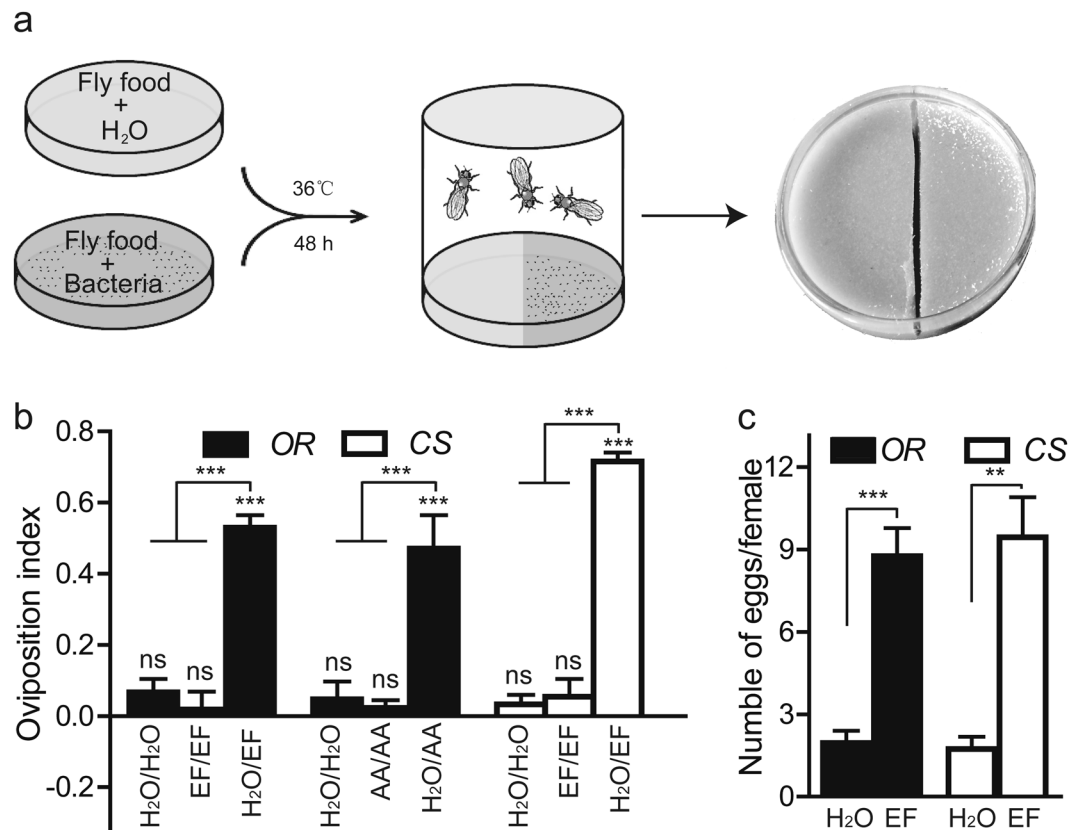 a
Fly food
+
H₂O
Fly food
+
Bacteria
36℃
48 h
b
Oviposition index
0.8
0.6
0.4
0.2
0.0
-0.2
OR
CS
ns
ns
***
***
ns
ns
***
***
ns
ns
***
***
H₂O/H₂O
EF/EF
H₂O/EF
H₂O/H₂O
AA/AA
H₂O/AA
H₂O/H₂O
EF/EF
H₂O/EF
c
Numble of eggs/female
12
9
6
3
0
OR
CS
***
**
H₂O
EF
H₂O
EF